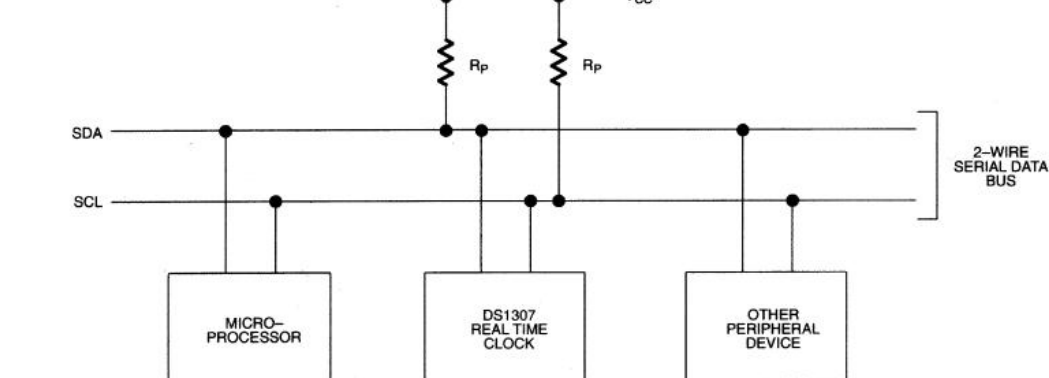 RP
RP
SDA
2–WIRE
SERIAL DATA
BUS
SCL
MICRO–
PROCESSOR
DS1307
REAL TIME
CLOCK
OTHER
PERIPHERAL
DEVICE